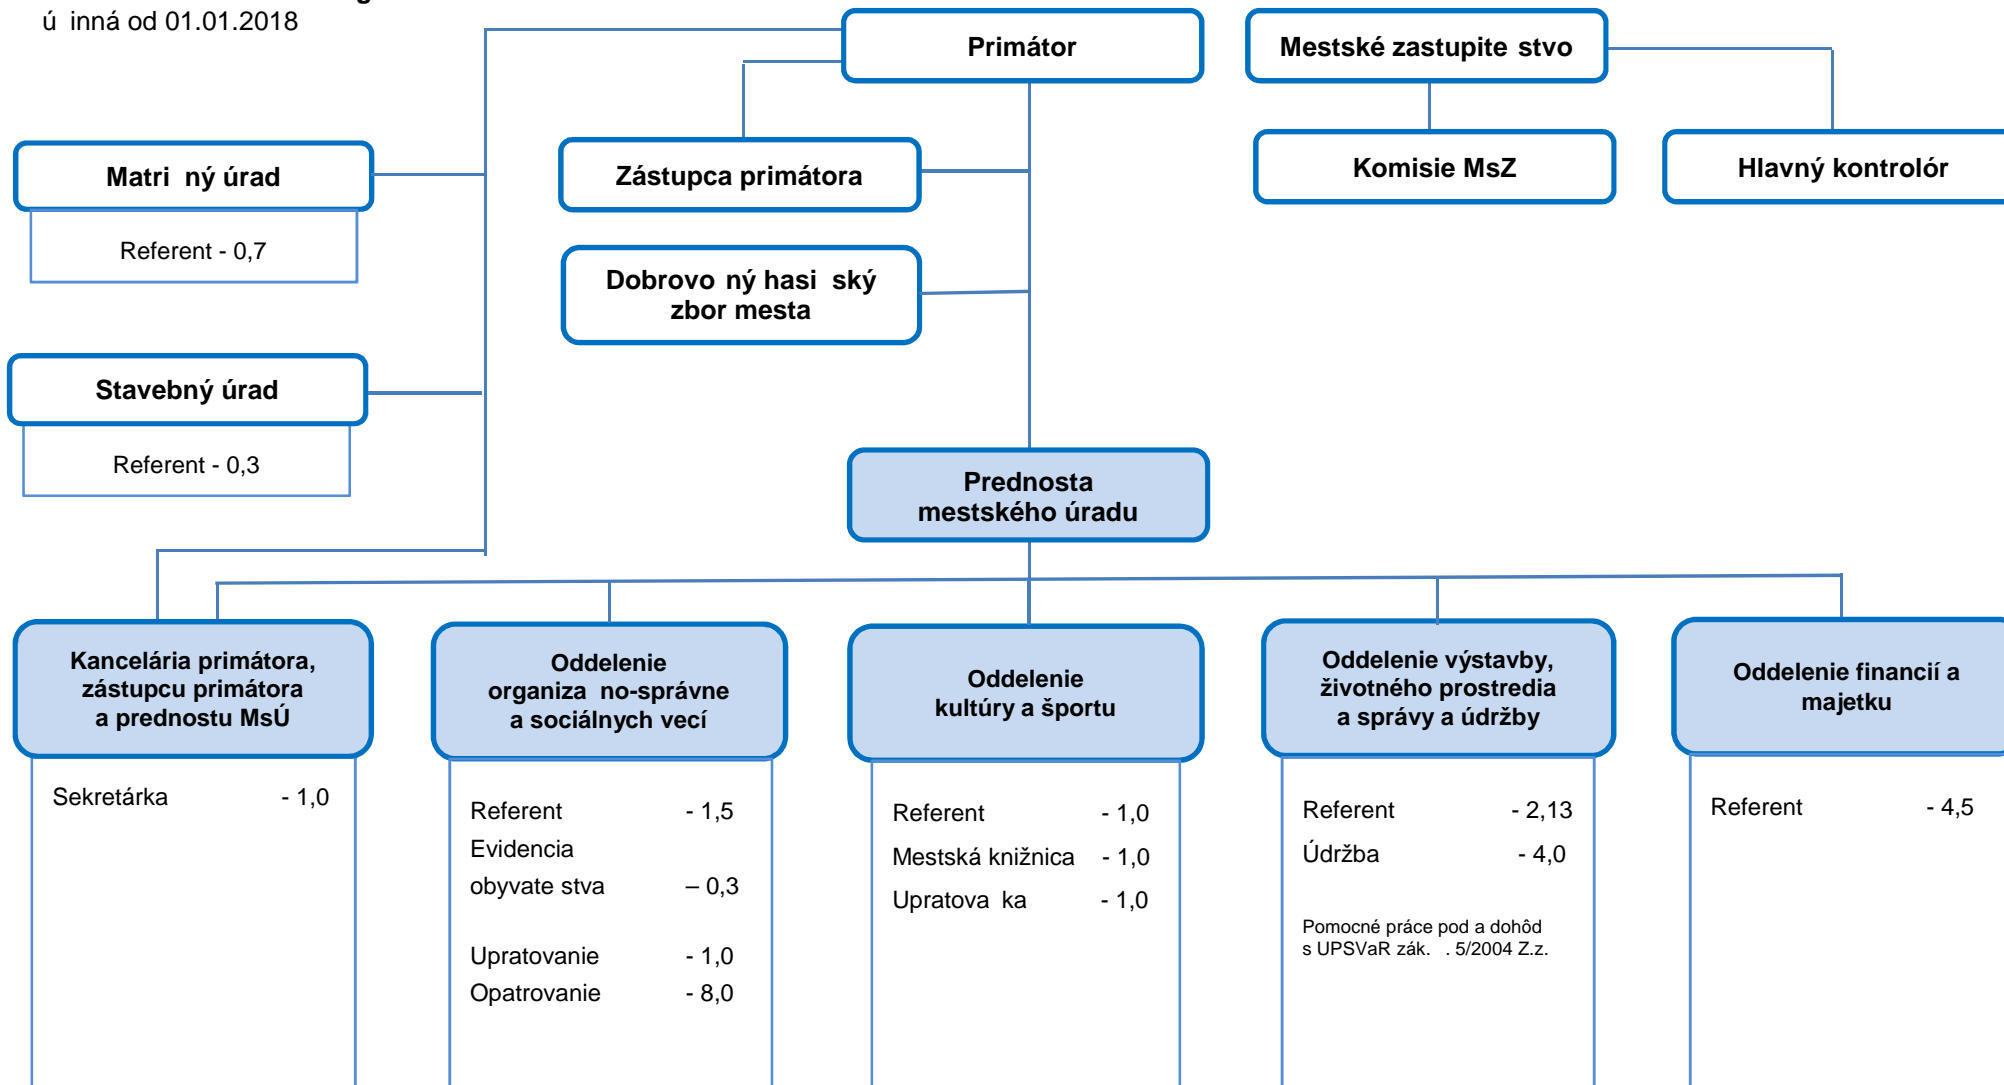 ú inná od 01.01.2018
Primátor
Mestské zastupite stvo
Matri ný úrad
Referent - 0,7
Zástupca primátora
Komisie MsZ
Hlavný kontrolór
Dobrovo ný hasi ský
zbor mesta
Stavebný úrad
Referent - 0,3
Prednosta
mestského úradu
Kancelária primátora,
zástupcu primátora
a prednostu MsÚ
Sekretárka - 1,0
Oddelenie
organiza no-správne
a sociálnych vecí
Referent - 1,5
Evidencia
obyvate stva – 0,3
Upratovanie - 1,0
Opatrovanie - 8,0
Oddelenie
kultúry a športu
Referent - 1,0
Mestská knižnica - 1,0
Upratova ka - 1,0
Oddelenie výstavby,
životného prostredia
a správy a údržby
Referent - 2,13
Údržba - 4,0
Pomocné práce pod a dohôd
s UPSVaR zák. . 5/2004 Z.z.
Oddelenie financií a
majetku
Referent - 4,5